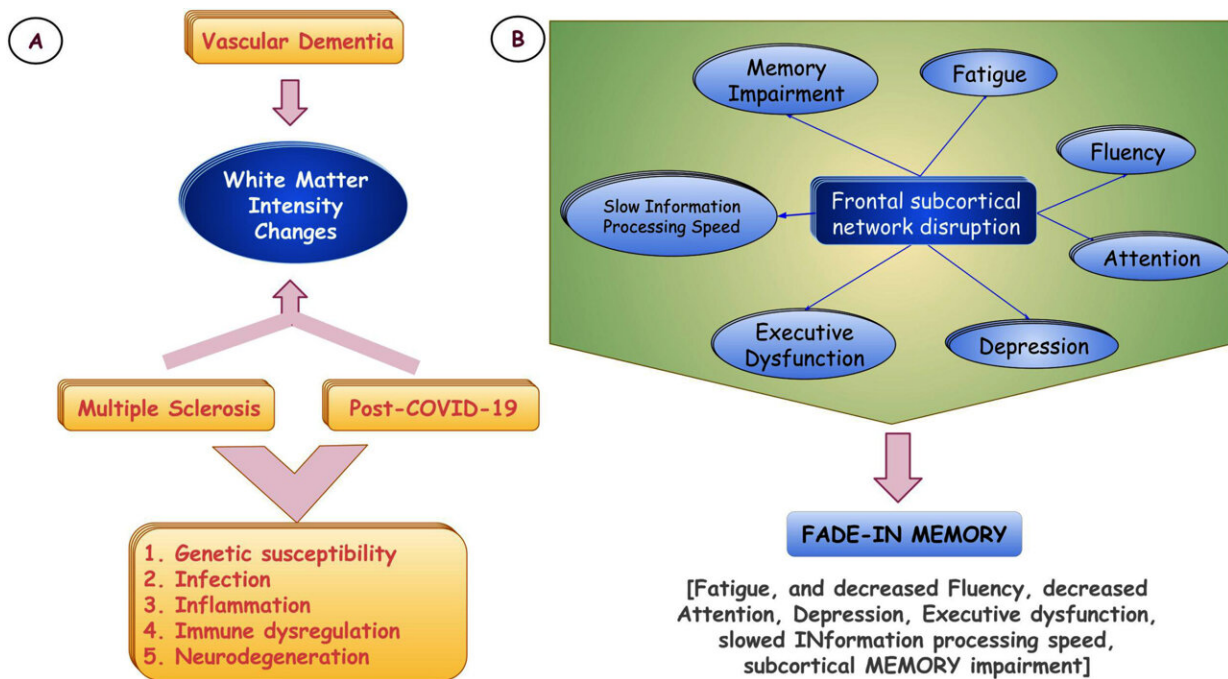 A
Vascular Dementia
White Matter
Intensity
Changes
Multiple Sclerosis
Post-COVID-19
1. Genetic susceptibility
2. Infection
3. Inflammation
4. Immune dysregulation
5. Neurodegeneration
B
Memory
Impairment
Fatigue
Fluency
Slow Information
Processing Speed
Frontal subcortical
network disruption
Attention
Executive
Dysfunction
Depression
FADE-IN MEMORY
[Fatigue, and decreased Fluency, decreased
Attention, Depression, Executive dysfunction,
slowed INformation processing speed,
subcortical MEMORY impairment]